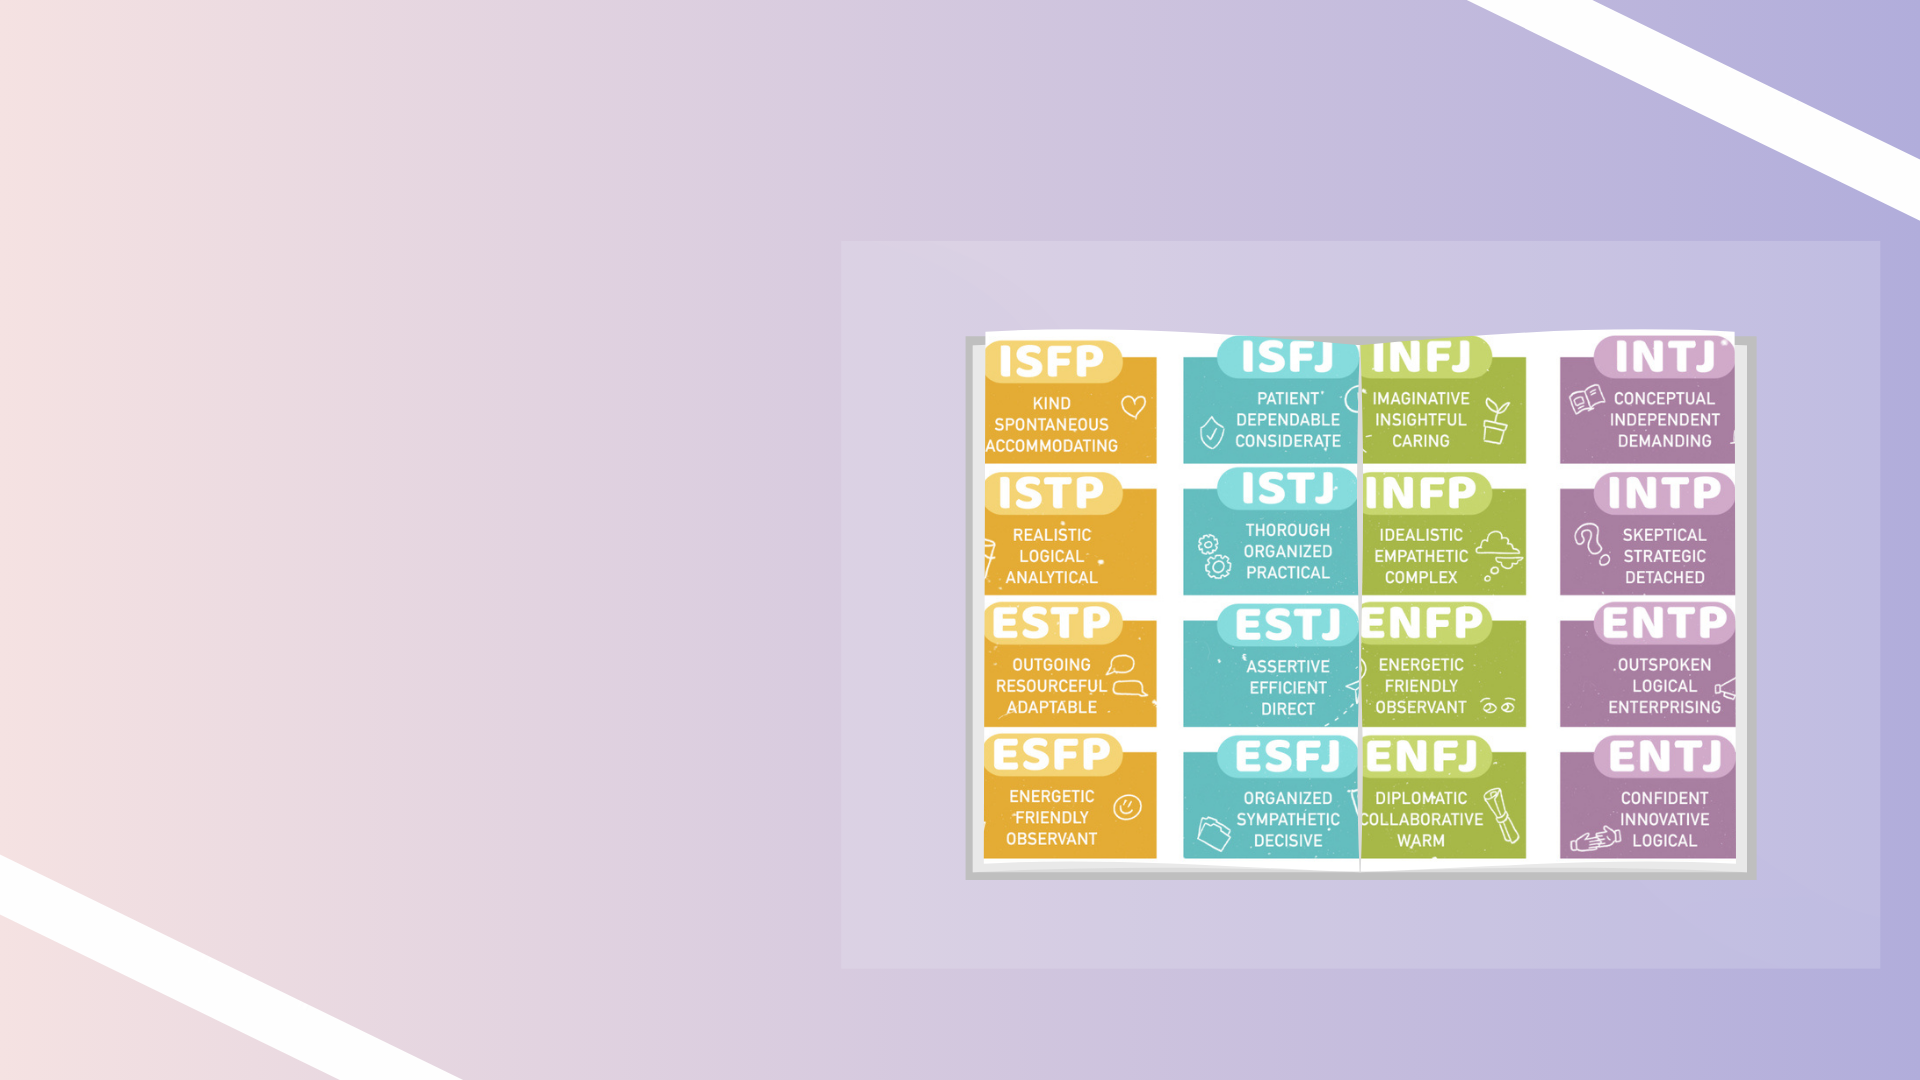 ISFP
KIND
SPONTANEOUS
ACCOMMODATING
ISFJ
PATIENT
DEPENDABLE
CONSIDERATE
INFJ
IMAGINATIVE
INSIGHTFUL
CARING
INTJ
CONCEPTUAL
INDEPENDENT
DEMANDING
ISTP
REALISTIC
LOGICAL
ANALYTICAL
ISTJ
THOROUGH
ORGANIZED
PRACTICAL
INFP
IDEALISTIC
EMPATHETIC
COMPLEX
INTP
SKEPTICAL
STRATEGIC
DETACHED
ESTP
OUTGOING
RESOURCEFUL
ADAPTABLE
ESTJ
ASSERTIVE
EFFICIENT
DIRECT
ENFP
ENERGETIC
FRIENDLY
OBSERVANT
ENTP
OUTSPOKEN
LOGICAL
ENTERPRISING
ESFP
ENERGETIC
FRIENDLY
OBSERVANT
ESFJ
ORGANIZED
SYMPATHETIC
DECISIVE
ENFJ
DIPLOMATIC
COLLABORATIVE
WARM
ENTJ
CONFIDENT
INNOVATIVE
LOGICAL